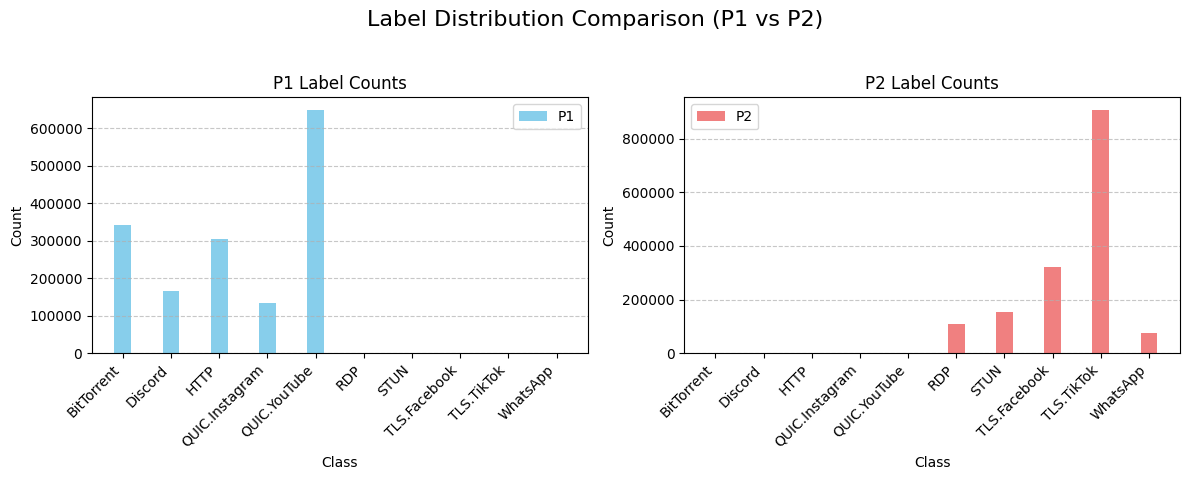 Label Distribution Comparison (P1 vs P2)
P1 Label Counts
P1
Count
600000
500000
400000
300000
200000
100000
0
BitTorrent
Discord
HTTP
QUIC.Instagram
QUIC.YouTube
RDP
STUN
TLS.Facebook
TLS.TikTok
WhatsApp
Class
P2 Label Counts
P2
Count
800000
600000
400000
200000
0
BitTorrent
Discord
HTTP
QUIC.Instagram
QUIC.YouTube
RDP
STUN
TLS.Facebook
TLS.TikTok
WhatsApp
Class